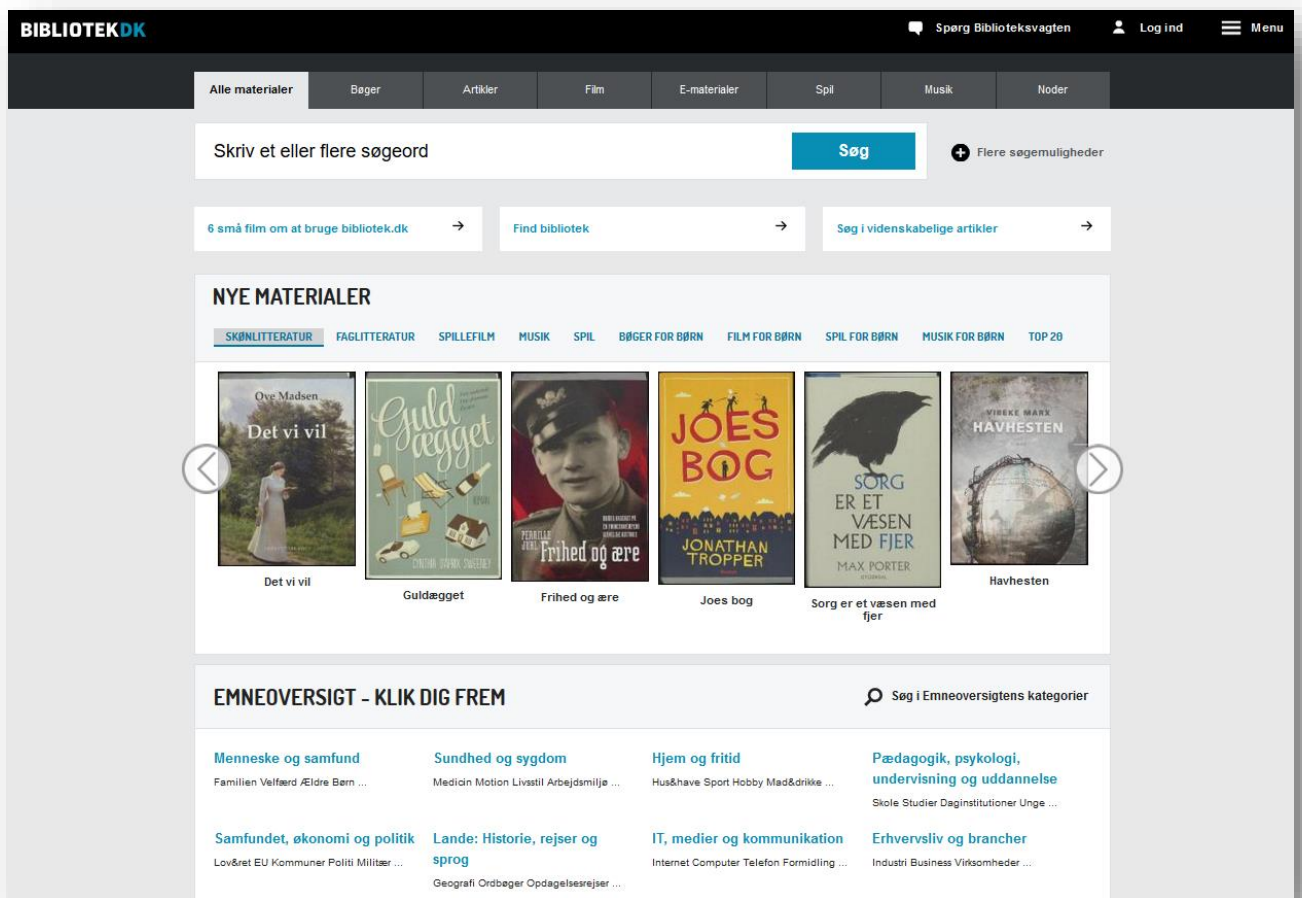 BIBLIOTEKDK
Spørg Biblioteksvagten
Log ind
Menu
Alle materialer
Bøger
Artikler
Film
E-materialer
Spil
Musik
Noder
Skriv et eller flere søgeord
Søg
Flere søgemuligheder
6 små film om at bruge bibliotek.dk
Find bibliotek
Søg i videnskabelige artikler
NYE MATERIALER
SKØNLITTERATUR
FAGLITTERATUR
SPILLEFILM
MUSIK
SPIL
BØGER FOR BØRN
FILM FOR BØRN
SPIL FOR BØRN
MUSIK FOR BØRN
TOP 20
Ove Madsen
Det vi vil
Guld
ægget
CYNTHIA D'APRIX SWEENEY
PERNILLE
JUHL
Frihed og ære
JOES
BOG
JONATHAN
TROPPER
SORG
ER ET
VÆSEN
MED FJER
MAX PORTER
VIBEKE MARX
HAVHESTEN
Det vi vil
Guldægget
Frihed og ære
Joes bog
Sorg er et væsen med
fjer
Havhesten
EMNEOVERSIGT - KLIK DIG FREM
Søg i Emneoversigtens kategorier
Menneske og samfund
Familien Velfærd Ældre Børn ...
Sundhed og sygdom
Medicin Motion Livsstil Arbejdsmiljø ...
Hjem og fritid
Hus&have Sport Hobby Mad&drikke ...
Pædagogik, psykologi,
undervisning og uddannelse
Skole Studier Daginstitutioner Unge ...
Samfundet, økonomi og politik
Lov&ret EU Kommuner Politi Militær ...
Lande: Historie, rejser og
sprog
Geografi Ordbøger Opdagelsesrejser ...
IT, medier og kommunikation
Internet Computer Telefon Formidling ...
Erhvervsliv og brancher
Industri Business Virksomheder ...